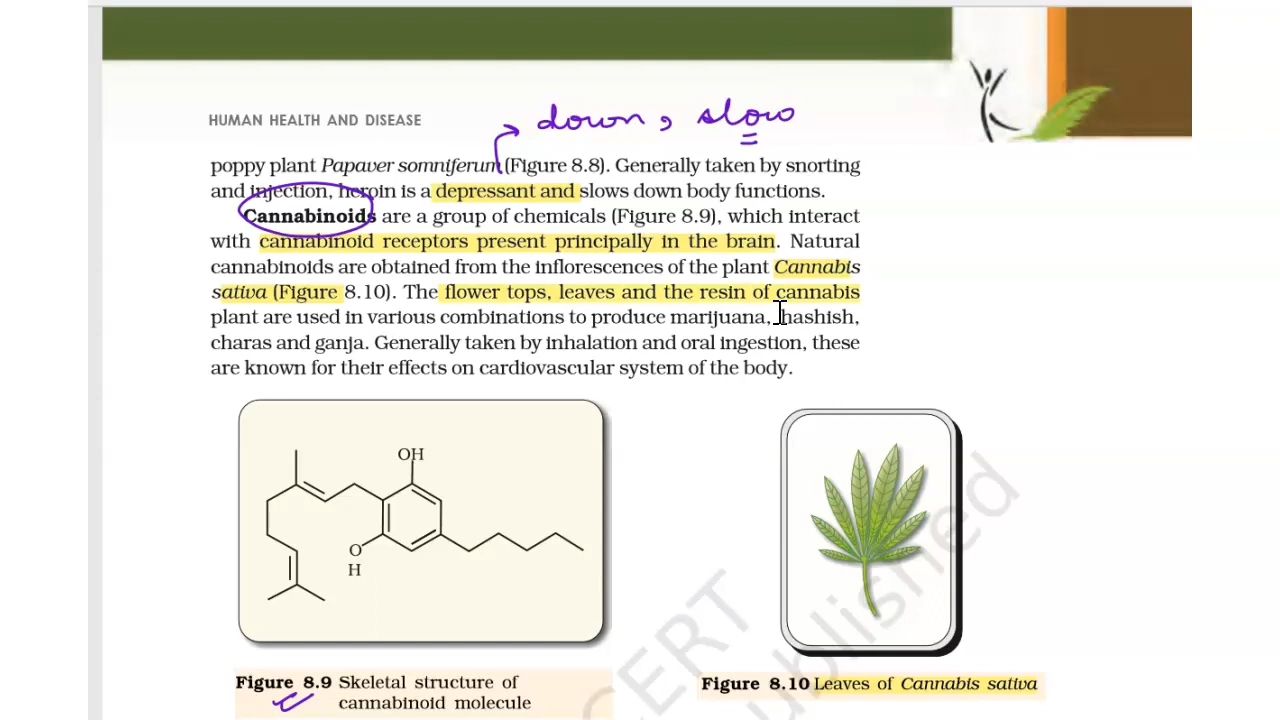 down, slow
HUMAN HEALTH AND DISEASE
poppy plant Papaver somniferum (Figure 8.8). Generally taken by snorting
and injection, heroin is a depressant and slows down body functions.
Cannabinoids are a group of chemicals (Figure 8.9), which interact
with cannabinoid receptors present principally in the brain. Natural
cannabinoids are obtained from the inflorescences of the plant Cannabis
sativa (Figure 8.10). The flower tops, leaves and the resin of cannabis
plant are used in various combinations to produce marijuana, hashish,
charas and ganja. Generally taken by inhalation and oral ingestion, these
are known for their effects on cardiovascular system of the body.
OH
O
H
Figure 8.9 Skeletal structure of
cannabinoid molecule
Figure 8.10 Leaves of Cannabis sativa